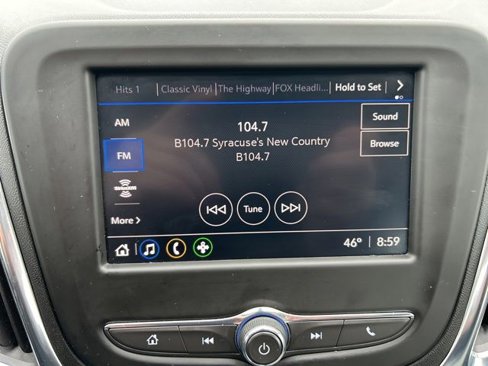 Hits 1 | Classic Vinyl | The Highway | FOX Headli... Hold to Set
AM
104.7
Sound
B104.7 Syracuse's New Country
FM
Browse
B104.7
SiriusXM
Tune
More
46° 8:59